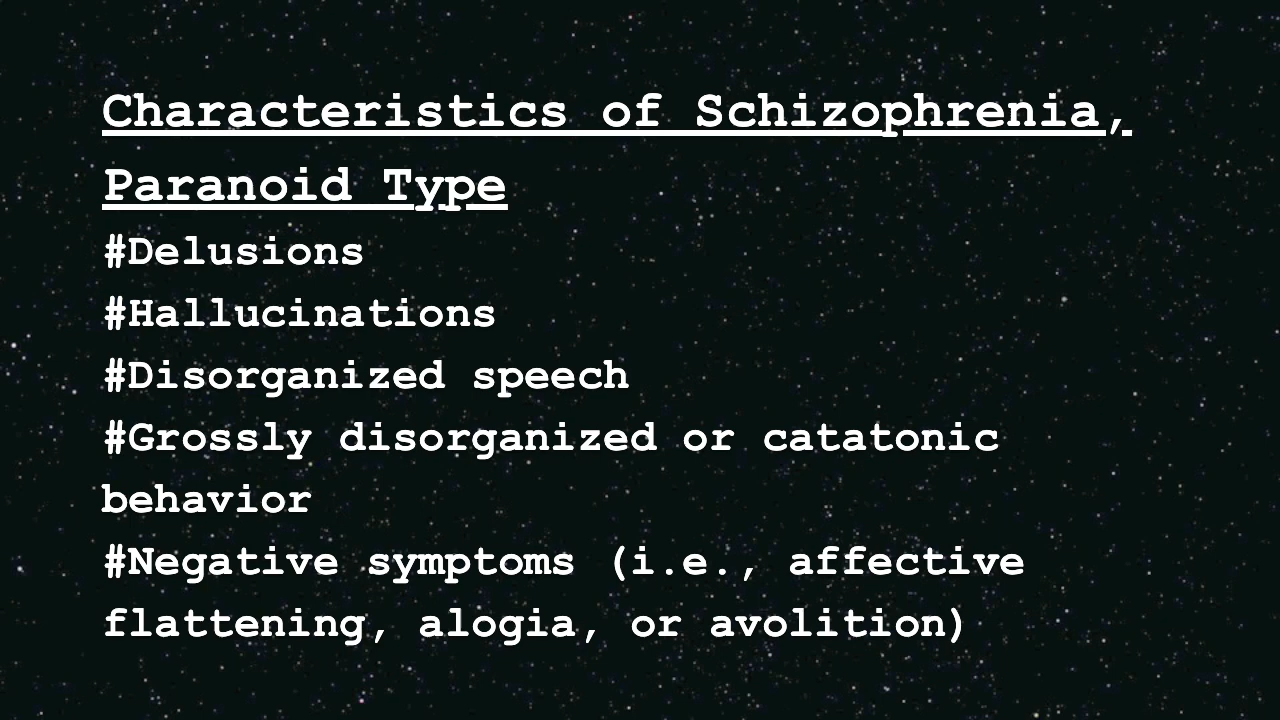 Characteristics of Schizophrenia,
Paranoid Type
#Delusions
#Hallucinations
#Disorganized speech
#Grossly disorganized or catatonic
behavior
#Negative symptoms (i.e., affective
flattening, alogia, or avolition)